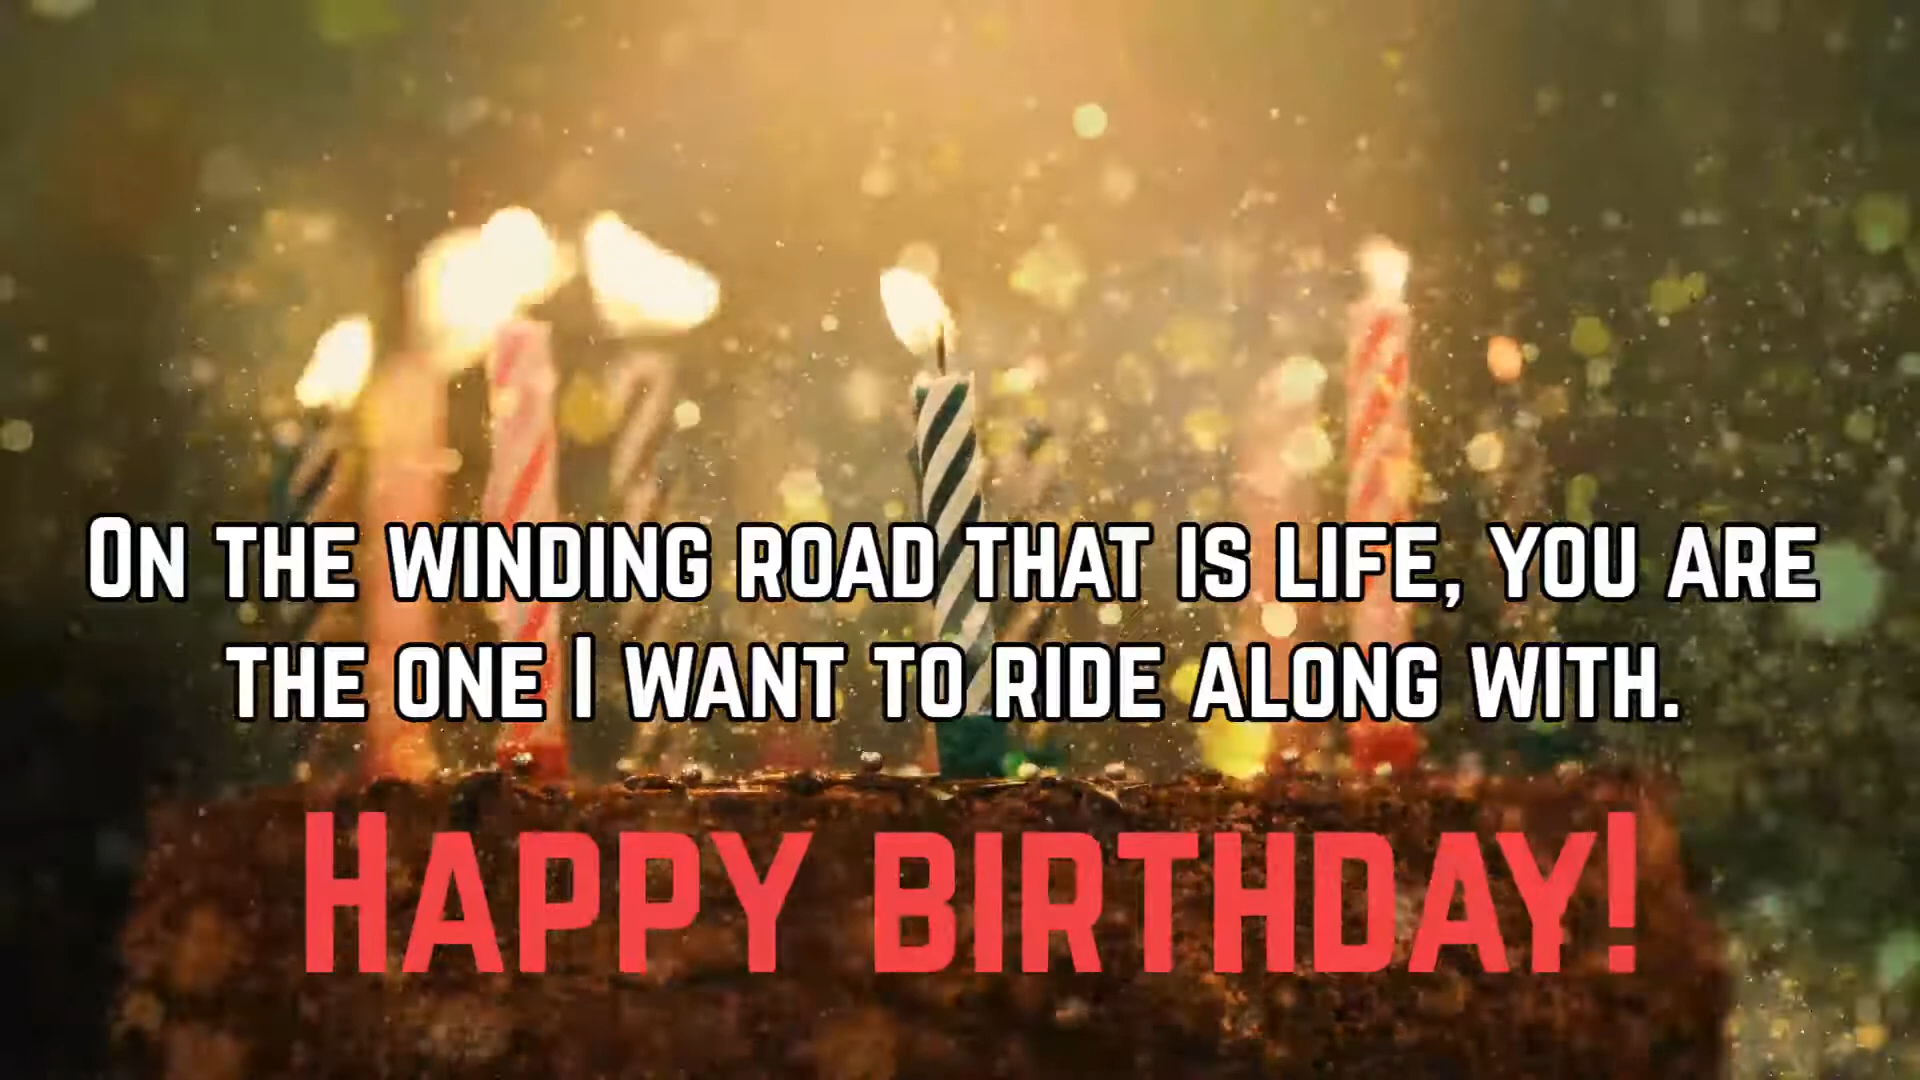 On the winding road that is life, you are
the one I want to ride along with.
Happy birthday!